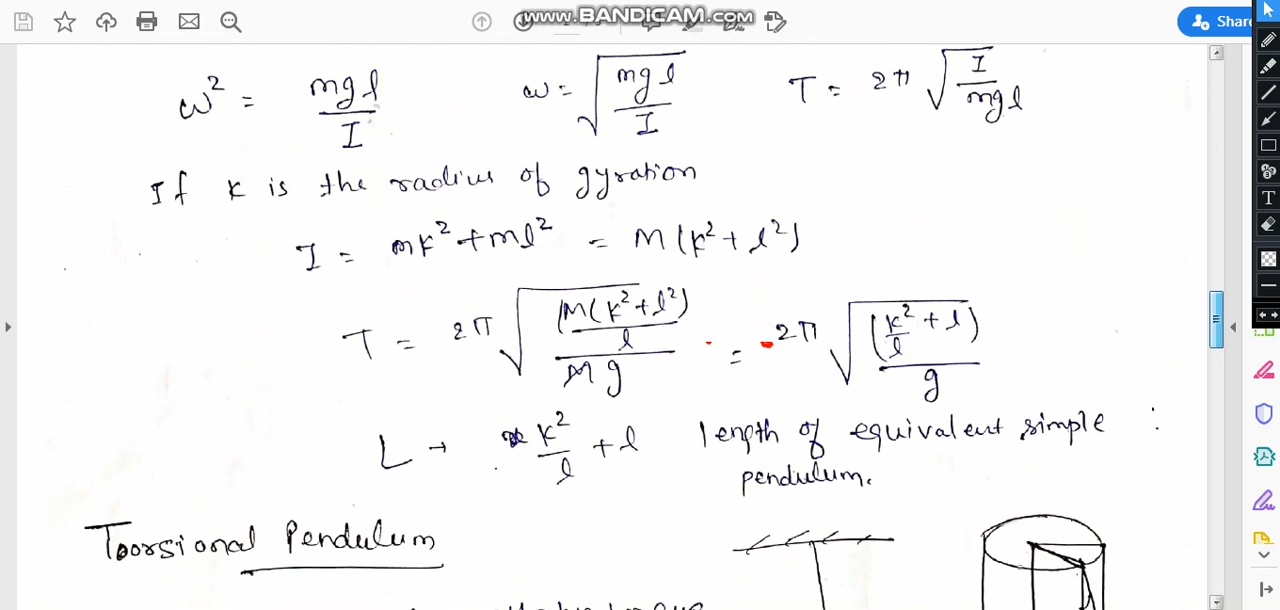 www.BANDICAM.com
Share
ω² = mgl/I ω = √(mgl/I) T = 2π √(I/mgl)
If K is the radius of gyration
I = mk² + ml² = M(k² + l²)
T = 2π √((M(k² + l²)/l)/Mg) = 2π √((k²/l + l)/g)
L → k²/l + l length of equivalent simple :
pendulum.
Toorsional Pendulum